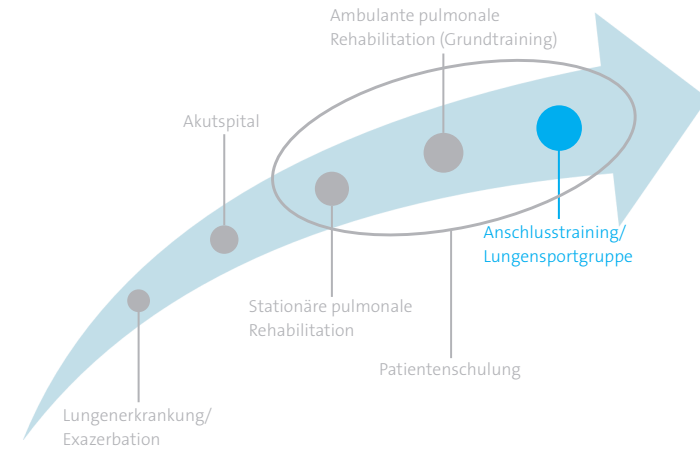 Ambulante pulmonale
Rehabilitation (Grundtraining)
Akutspital
Anschlusstraining/
Lungensportgruppe
Stationäre pulmonale
Rehabilitation
Patientenschulung
Lungenerkrankung/
Exazerbation